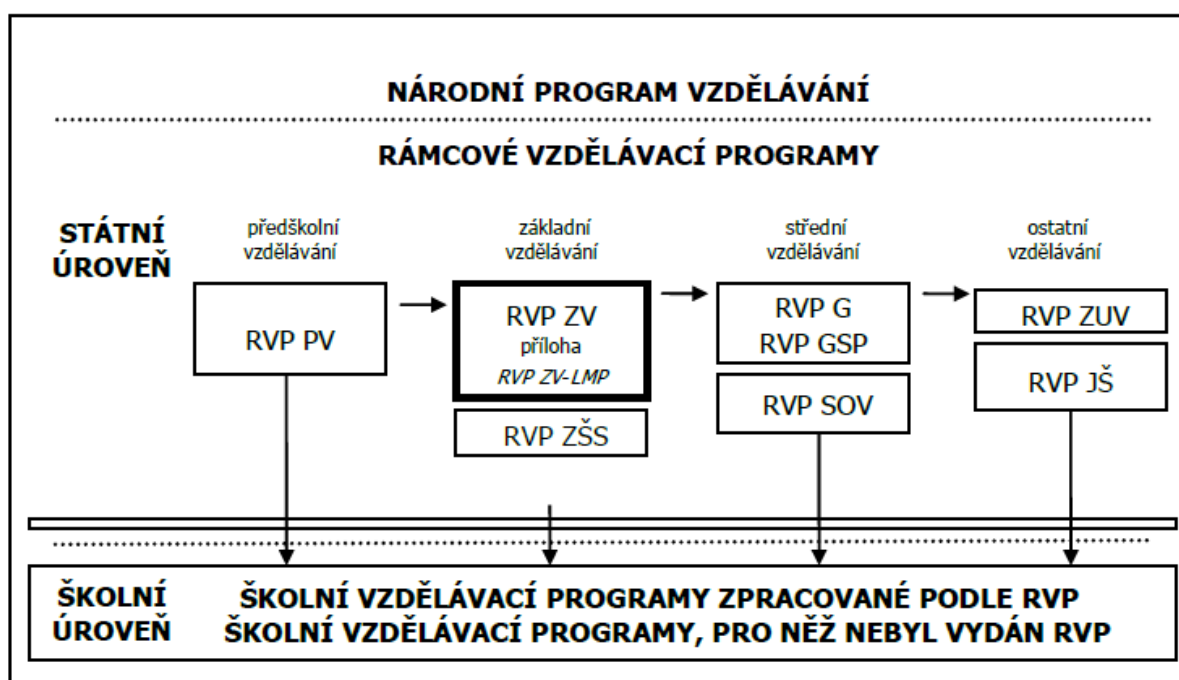 NÁRODNÍ PROGRAM VZDĚLÁVÁNÍ
RÁMCOVÉ VZDĚLÁVACÍ PROGRAMY
STÁTNÍ
ÚROVEŇ
předškolní
vzdělávání
základní
vzdělávání
střední
vzdělávání
ostatní
vzdělávání
RVP PV
RVP ZV
příloha
RVP ZV-LMP
RVP ZŠS
RVP G
RVP GSP
RVP SOV
RVP ZUV
RVP JŠ
ŠKOLNÍ
ÚROVEŇ
ŠKOLNÍ VZDĚLÁVACÍ PROGRAMY ZPRACOVANÉ PODLE RVP
ŠKOLNÍ VZDĚLÁVACÍ PROGRAMY, PRO NĚŽ NEBYL VYDÁN RVP